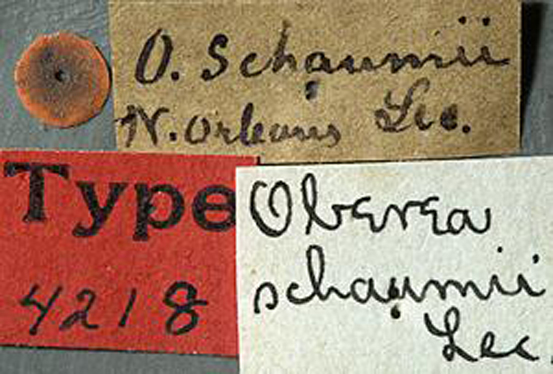 O. Schaumii
N. Orleans Lec.
Type
4218
Oberea
schaumii
Lec.